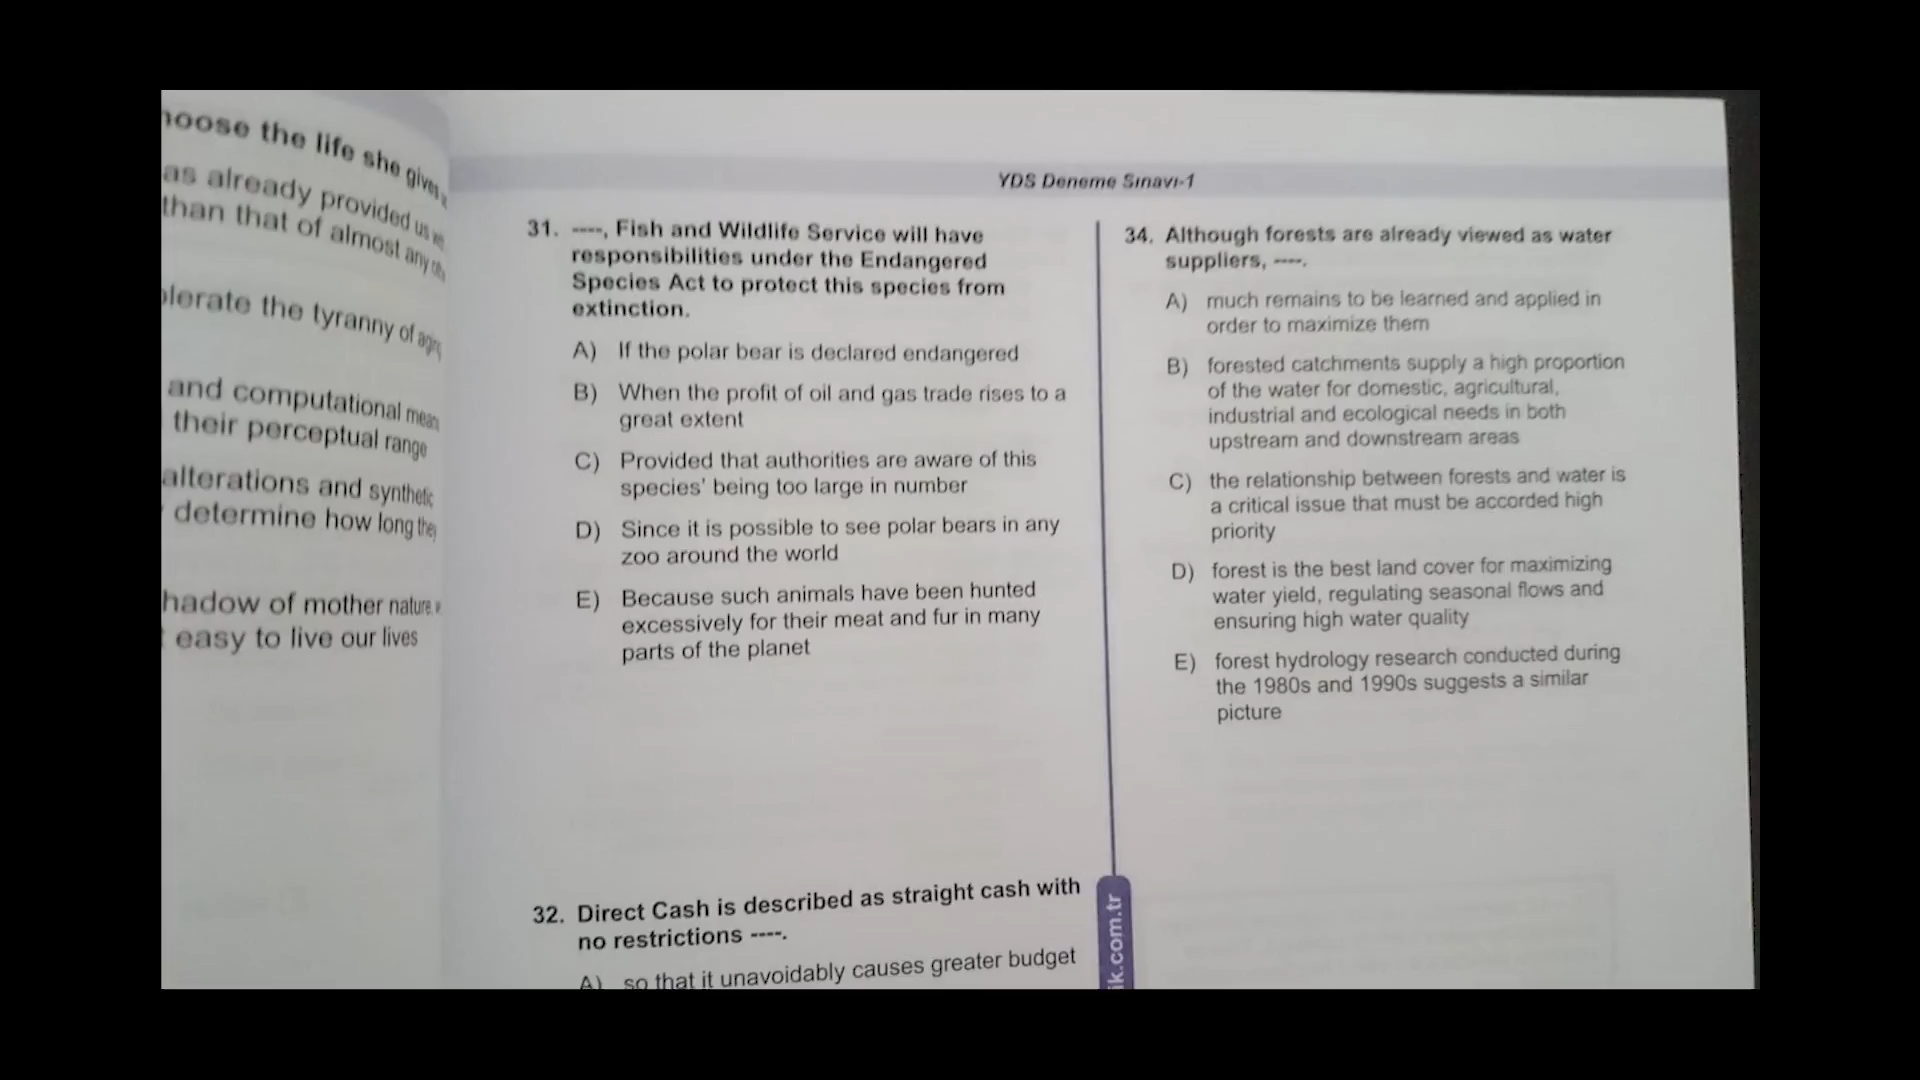 hoose the life she gives
as already provided us
than that of almost any
olerate the tyranny of
and computational
their perceptual range
alterations and synthetic
determine how long they
hadow of mother nature
easy to live our lives
YDS Deneme Sınavı-1
31. ----, Fish and Wildlife Service will have
responsibilities under the Endangered
Species Act to protect this species from
extinction.
A) If the polar bear is declared endangered
B) When the profit of oil and gas trade rises to a
great extent
C) Provided that authorities are aware of this
species' being too large in number
D) Since it is possible to see polar bears in any
zoo around the world
E) Because such animals have been hunted
excessively for their meat and fur in many
parts of the planet
32. Direct Cash is described as straight cash with
no restrictions ----.
A) so that it unavoidably causes greater budget
34. Although forests are already viewed as water
suppliers, ----.
A) much remains to be learned and applied in
order to maximize them
B) forested catchments supply a high proportion
of the water for domestic, agricultural,
industrial and ecological needs in both
upstream and downstream areas
C) the relationship between forests and water is
a critical issue that must be accorded high
priority
D) forest is the best land cover for maximizing
water yield, regulating seasonal flows and
ensuring high water quality
E) forest hydrology research conducted during
the 1980s and 1990s suggests a similar
picture
ik.com.tr